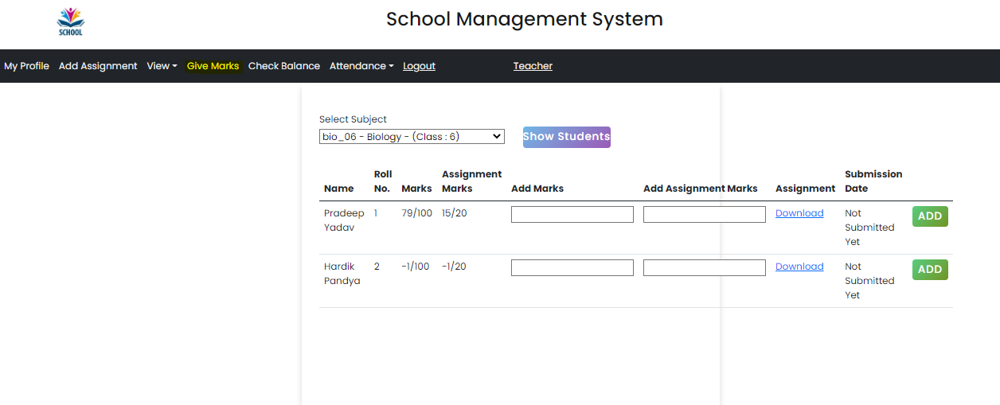 SCHOOL
School Management System
My Profile Add Assignment View Give Marks Check Balance Attendance Logout Teacher
Select Subject
bio_06 - Biology - (Class : 6) Show Students
Name Roll No. Marks Assignment Marks Add Marks Add Assignment Marks Assignment Submission Date
Pradeep Yadav 1 79/100 15/20 Download Not Submitted Yet ADD
Hardik Pandya 2 -1/100 -1/20 Download Not Submitted Yet ADD